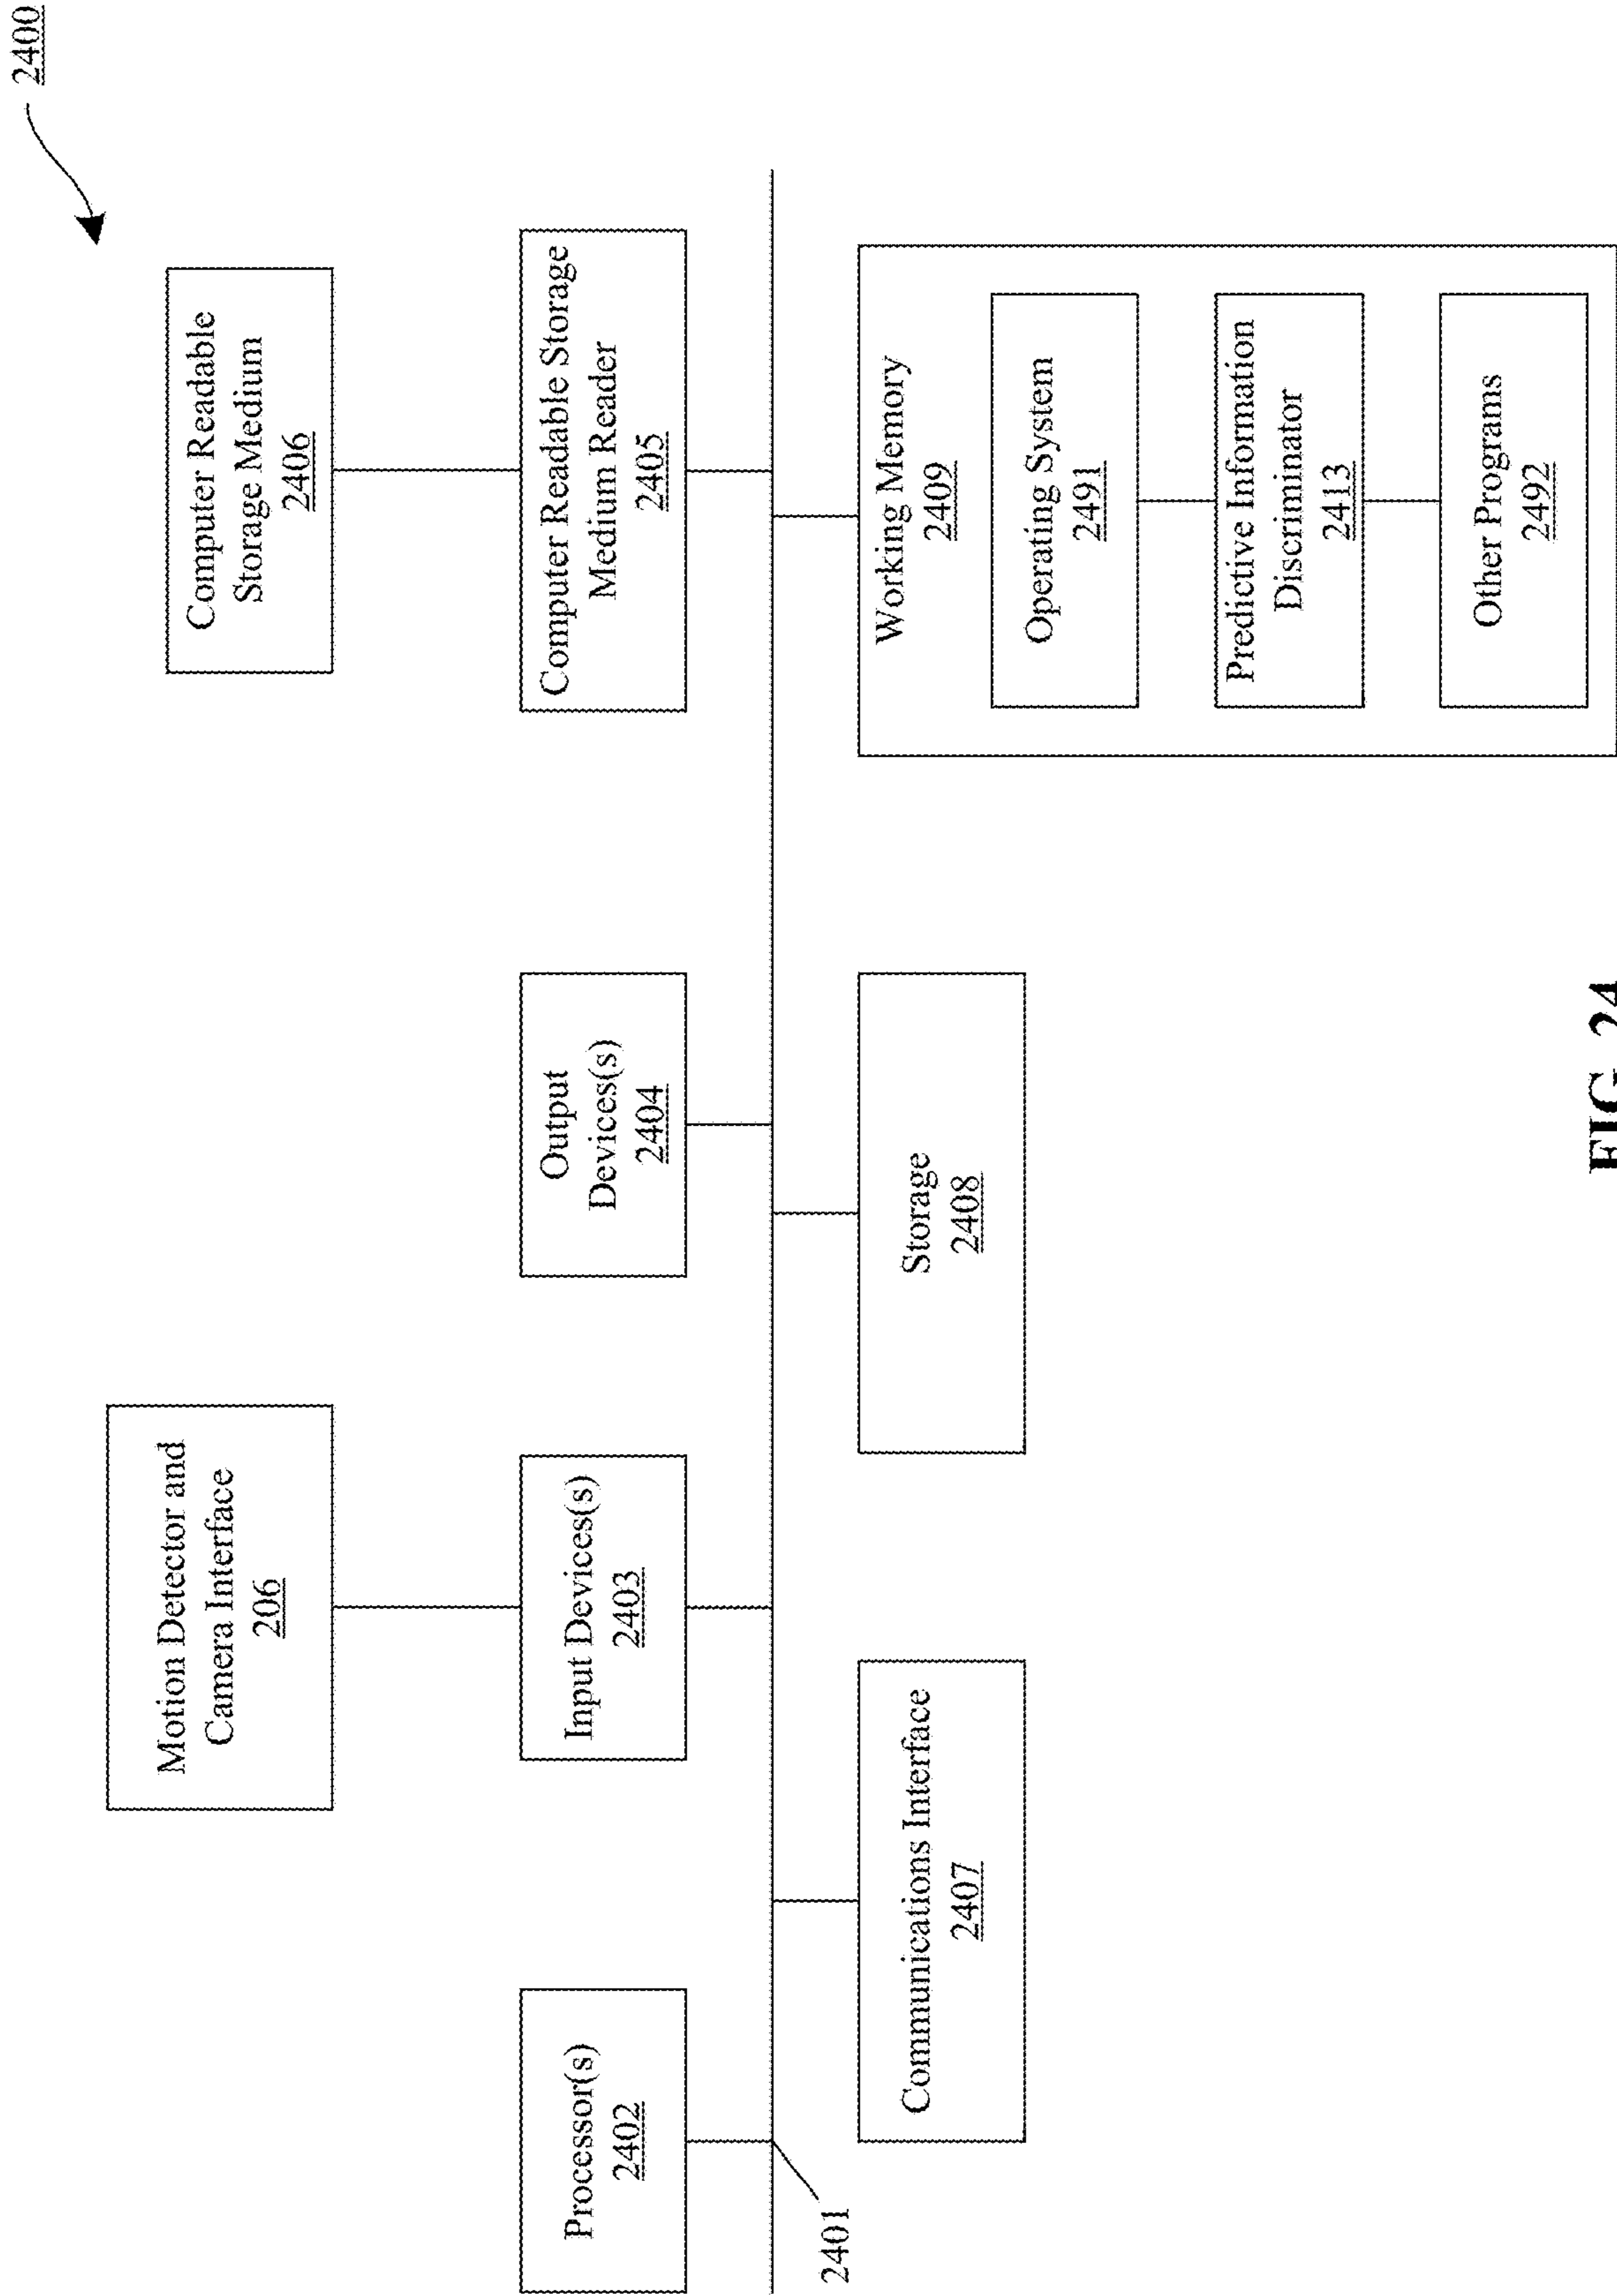 2400
Motion Detector and
Camera Interface
206
Computer Readable
Storage Medium
2406
Processor(s)
2402
Input Devices(s)
2403
Output
Devices(s)
2404
Computer Readable Storage
Medium Reader
2405
2401
Communications Interface
2407
Storage
2408
Working Memory
2409
Operating System
2491
Predictive Information
Discriminator
2413
Other Programs
2492
FIG. 24